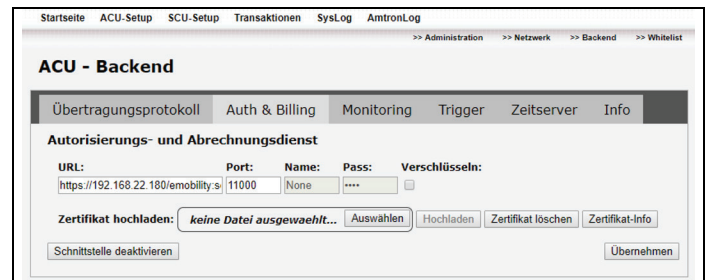 Startseite ACU-Setup SCU-Setup Transaktionen SysLog AmtronLog
>> Administration >> Netzwerk >> Backend >> Whitelist
ACU - Backend
Übertragungsprotokoll Auth & Billing Monitoring Trigger Zeitserver Info
Autorisierungs- und Abrechnungsdienst
URL: Port: Name: Pass: Verschlüsseln:
https://192.168.22.180/emobility:s 11000 None ••••
Zertifikat hochladen: keine Datei ausgewaehlt... Auswählen Hochladen Zertifikat löschen Zertifikat-Info
Schnittstelle deaktivieren Übernehmen